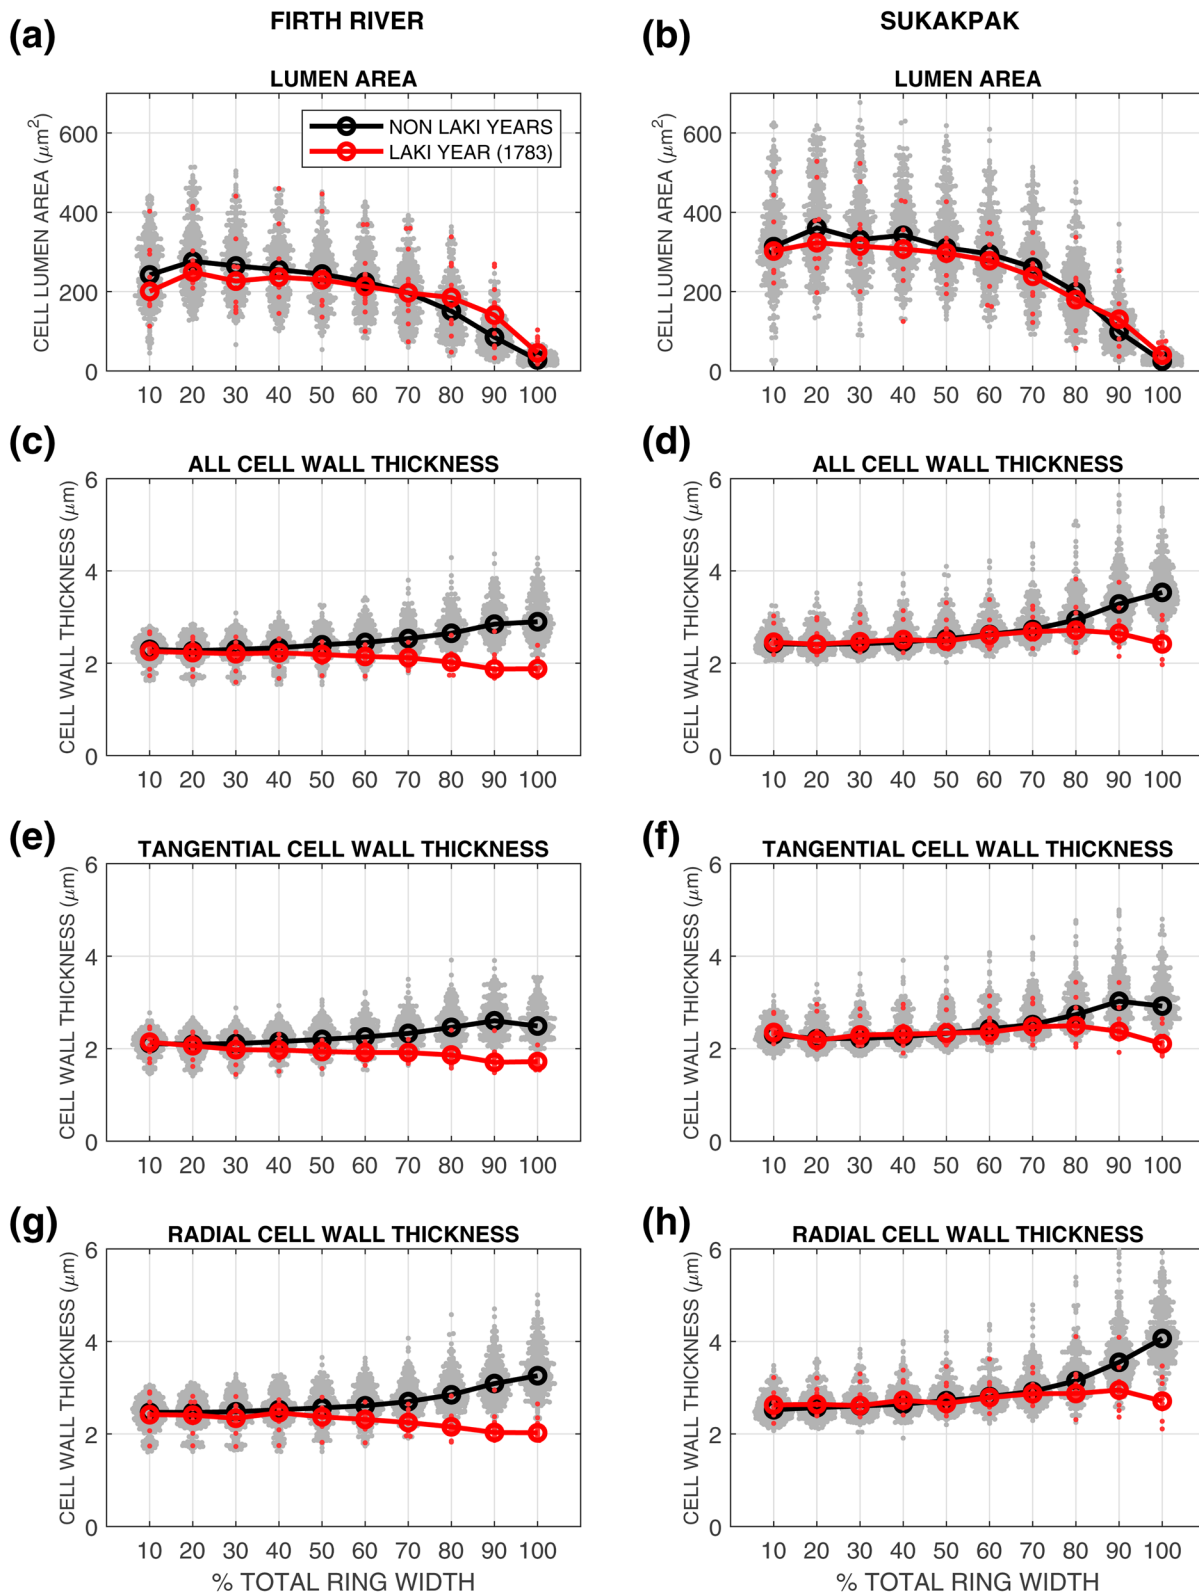 (a) FIRTH RIVER
LUMEN AREA
CELL LUMEN AREA (μm²)
600
400
200
0
NON LAKI YEARS
LAKI YEAR (1783)
10 20 30 40 50 60 70 80 90 100
(b) SUKAKPAK
LUMEN AREA
CELL LUMEN AREA (μm²)
600
400
200
0
10 20 30 40 50 60 70 80 90 100
(c)
ALL CELL WALL THICKNESS
CELL WALL THICKNESS (μm)
6
4
2
0
10 20 30 40 50 60 70 80 90 100
(d)
ALL CELL WALL THICKNESS
CELL WALL THICKNESS (μm)
6
4
2
0
10 20 30 40 50 60 70 80 90 100
(e)
TANGENTIAL CELL WALL THICKNESS
CELL WALL THICKNESS (μm)
6
4
2
0
10 20 30 40 50 60 70 80 90 100
(f)
TANGENTIAL CELL WALL THICKNESS
CELL WALL THICKNESS (μm)
6
4
2
0
10 20 30 40 50 60 70 80 90 100
(g)
RADIAL CELL WALL THICKNESS
CELL WALL THICKNESS (μm)
6
4
2
0
10 20 30 40 50 60 70 80 90 100
% TOTAL RING WIDTH
(h)
RADIAL CELL WALL THICKNESS
CELL WALL THICKNESS (μm)
6
4
2
0
10 20 30 40 50 60 70 80 90 100
% TOTAL RING WIDTH